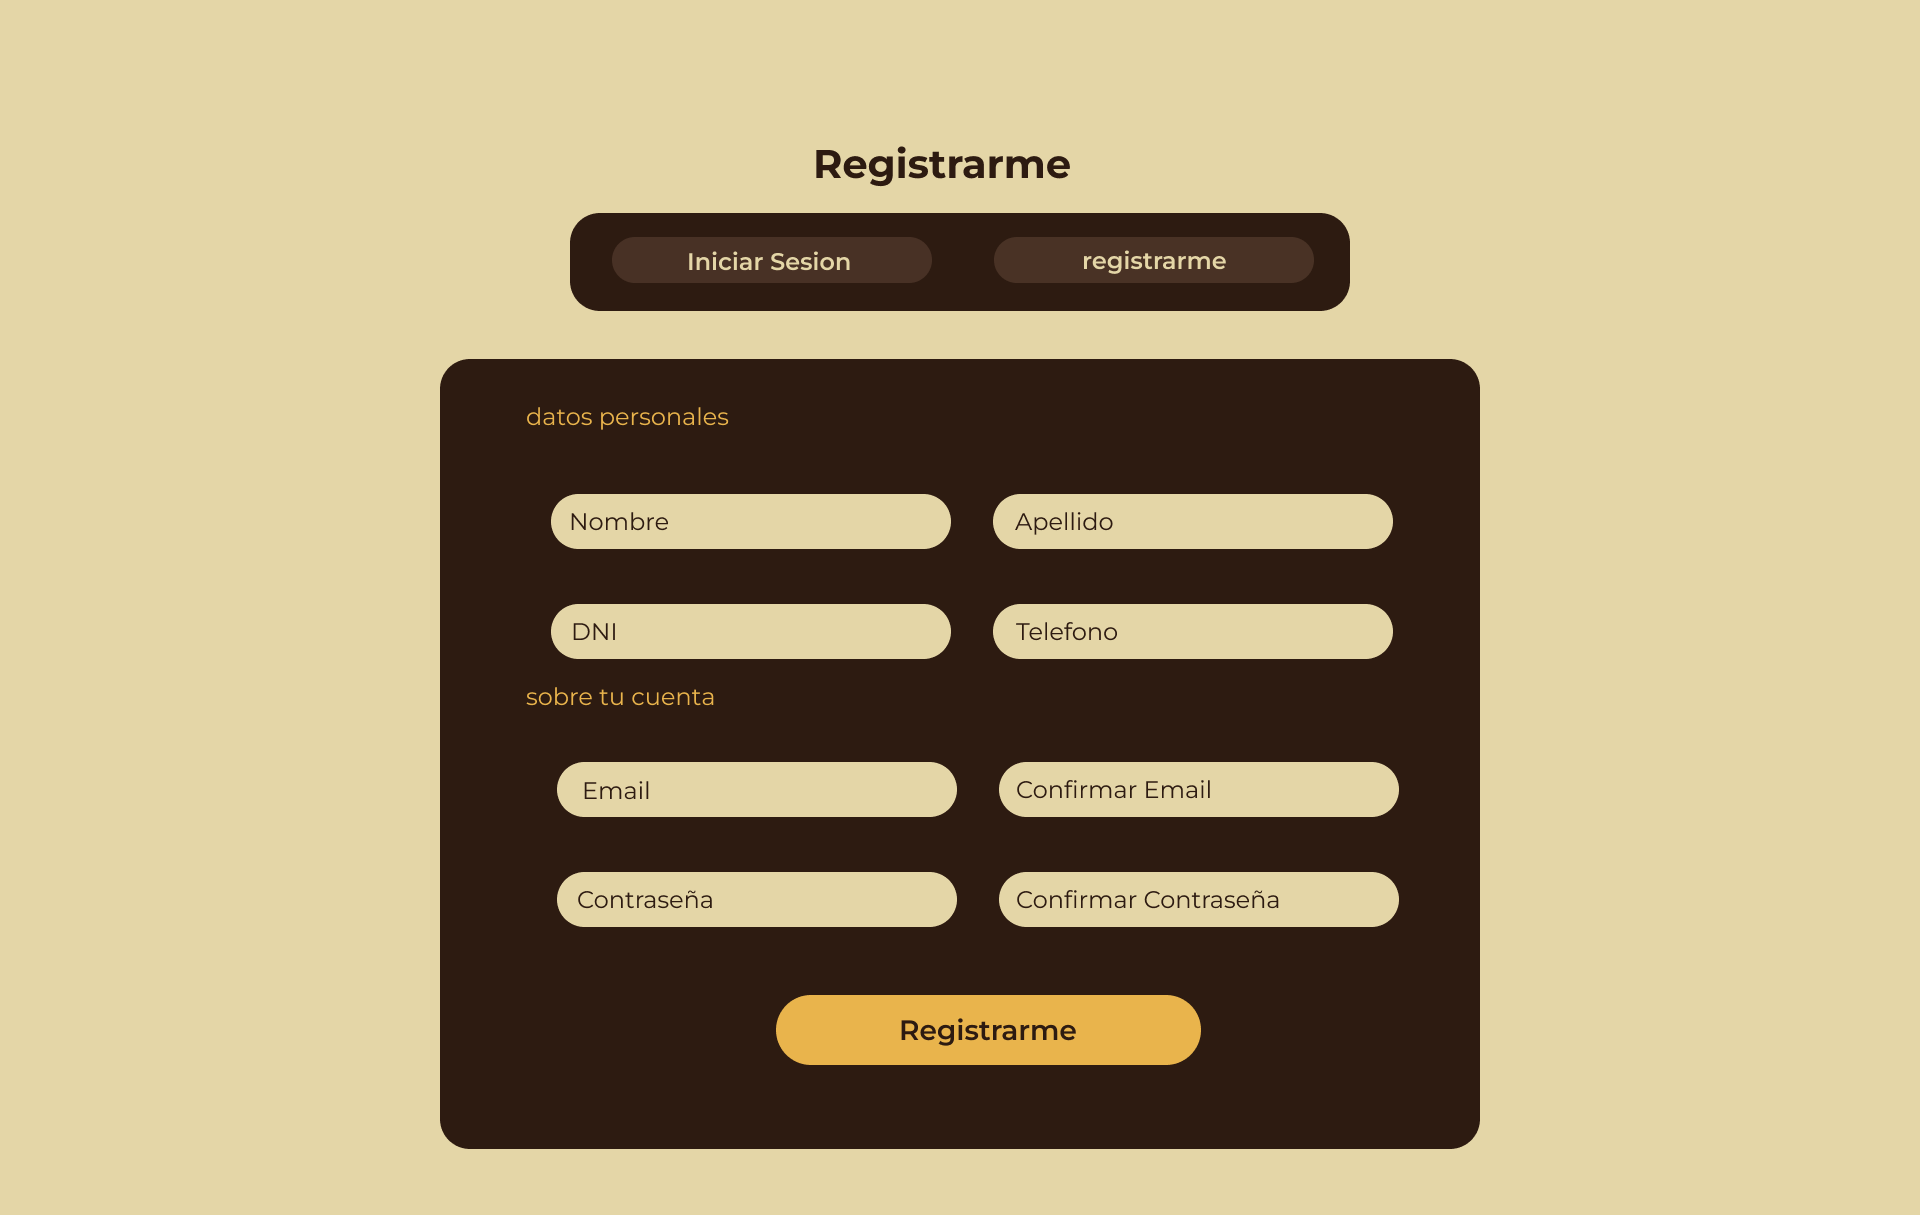 Registrarme
Iniciar Sesion
registrarme
datos personales
Nombre
Apellido
DNI
Telefono
sobre tu cuenta
Email
Confirmar Email
Contraseña
Confirmar Contraseña
Registrarme